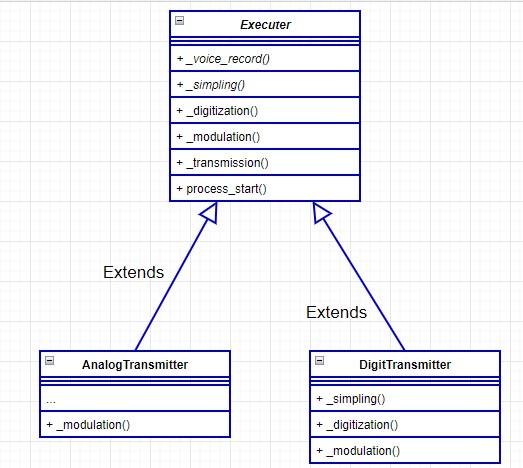 Executer
+ _voice_record()
+ _simpling()
+ _digitization()
+ _modulation()
+ _transmission()
+ process_start()
Extends
Extends
AnalogTransmitter
...
+ _modulation()
DigitTransmitter
+ _simpling()
+ _digitization()
+ _modulation()